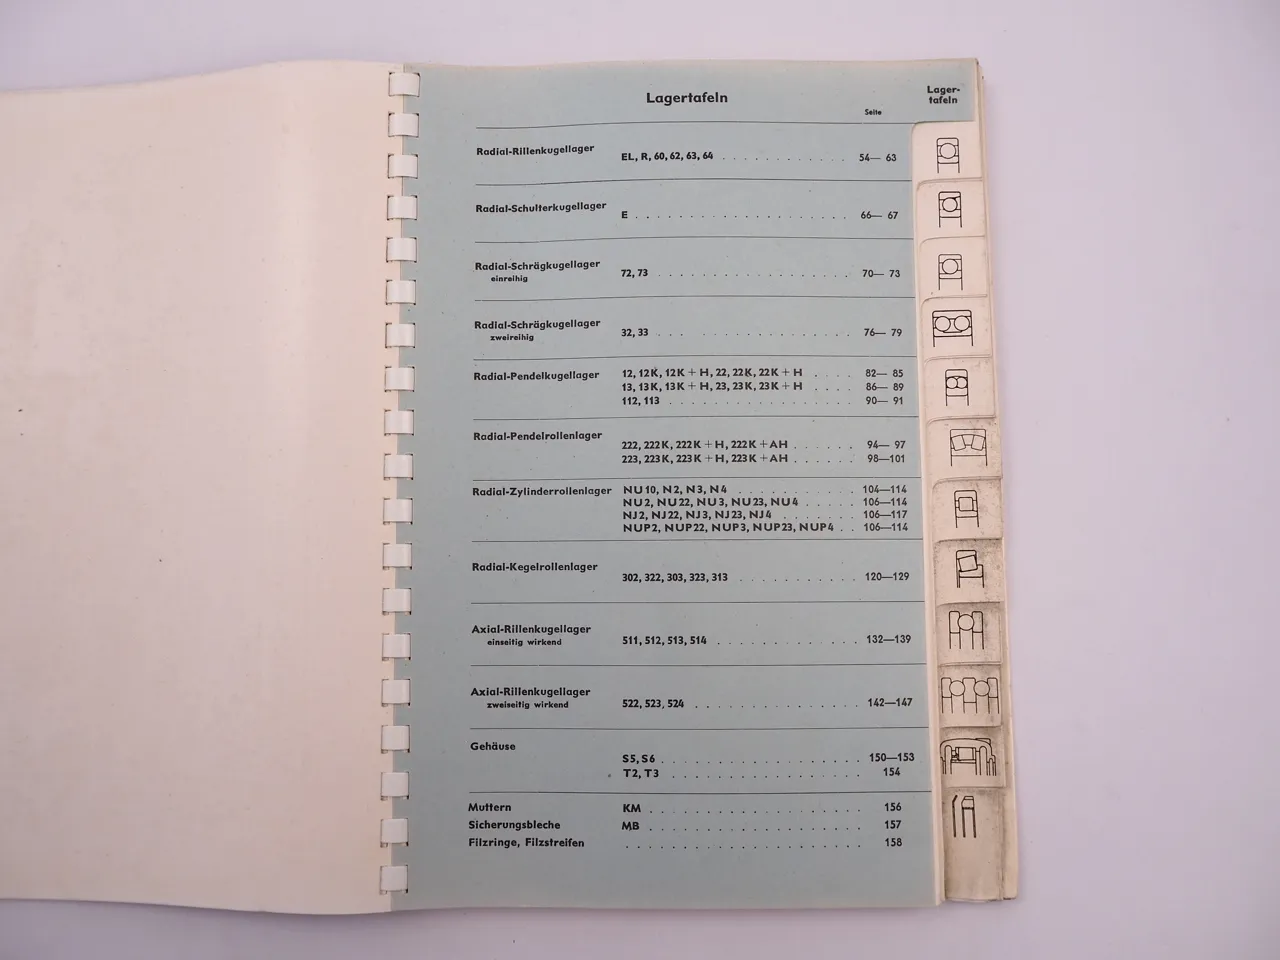 Lagertafeln
Lager-
tafeln
Seite
Radial-Rillenkugellager EL, R, 60, 62, 63, 64 . . . . . . . . . . . . 54— 63
Radial-Schulterkugellager E . . . . . . . . . . . . . . . . . . . . 66— 67
Radial-Schrägkugellager 72, 73 . . . . . . . . . . . . . . . . . . 70— 73
einreihig
Radial-Schrägkugellager 32, 33 . . . . . . . . . . . . . . . . . . 76— 79
zweireihig
Radial-Pendelkugellager 12, 12K, 12K + H, 22, 22K, 22K + H . . . . 82— 85
13, 13K, 13K + H, 23, 23K, 23K + H . . . . 86— 89
112, 113 . . . . . . . . . . . . . . . . . 90— 91
Radial-Pendelrollenlager 222, 222K, 222K + H, 222K + AH . . . . . . 94— 97
223, 223K, 223K + H, 223K + AH . . . . . . 98—101
Radial-Zylinderrollenlager NU10, N2, N3, N4 . . . . . . . . . . . 104—114
NU2, NU22, NU3, NU23, NU4 . . . . . 106—114
NJ2, NJ22, NJ3, NJ23, NJ4 . . . . . . . 106—117
NUP2, NUP22, NUP3, NUP23, NUP4 . . 106—114
Radial-Kegelrollenlager 302, 322, 303, 323, 313 . . . . . . . . . . . 120—129
Axial-Rillenkugellager 511, 512, 513, 514 . . . . . . . . . . . . . 132—139
einseitig wirkend
Axial-Rillenkugellager 522, 523, 524 . . . . . . . . . . . . . . . 142—147
zweiseitig wirkend
Gehäuse
S5, S6 . . . . . . . . . . . . . . . . . . 150—153
T2, T3 . . . . . . . . . . . . . . . . . 154
Muttern KM . . . . . . . . . . . . . . . . . . . 156
Sicherungsbleche MB . . . . . . . . . . . . . . . . . . . 157
Filzringe, Filzstreifen . . . . . . . . . . . . . . . . . . . . 158